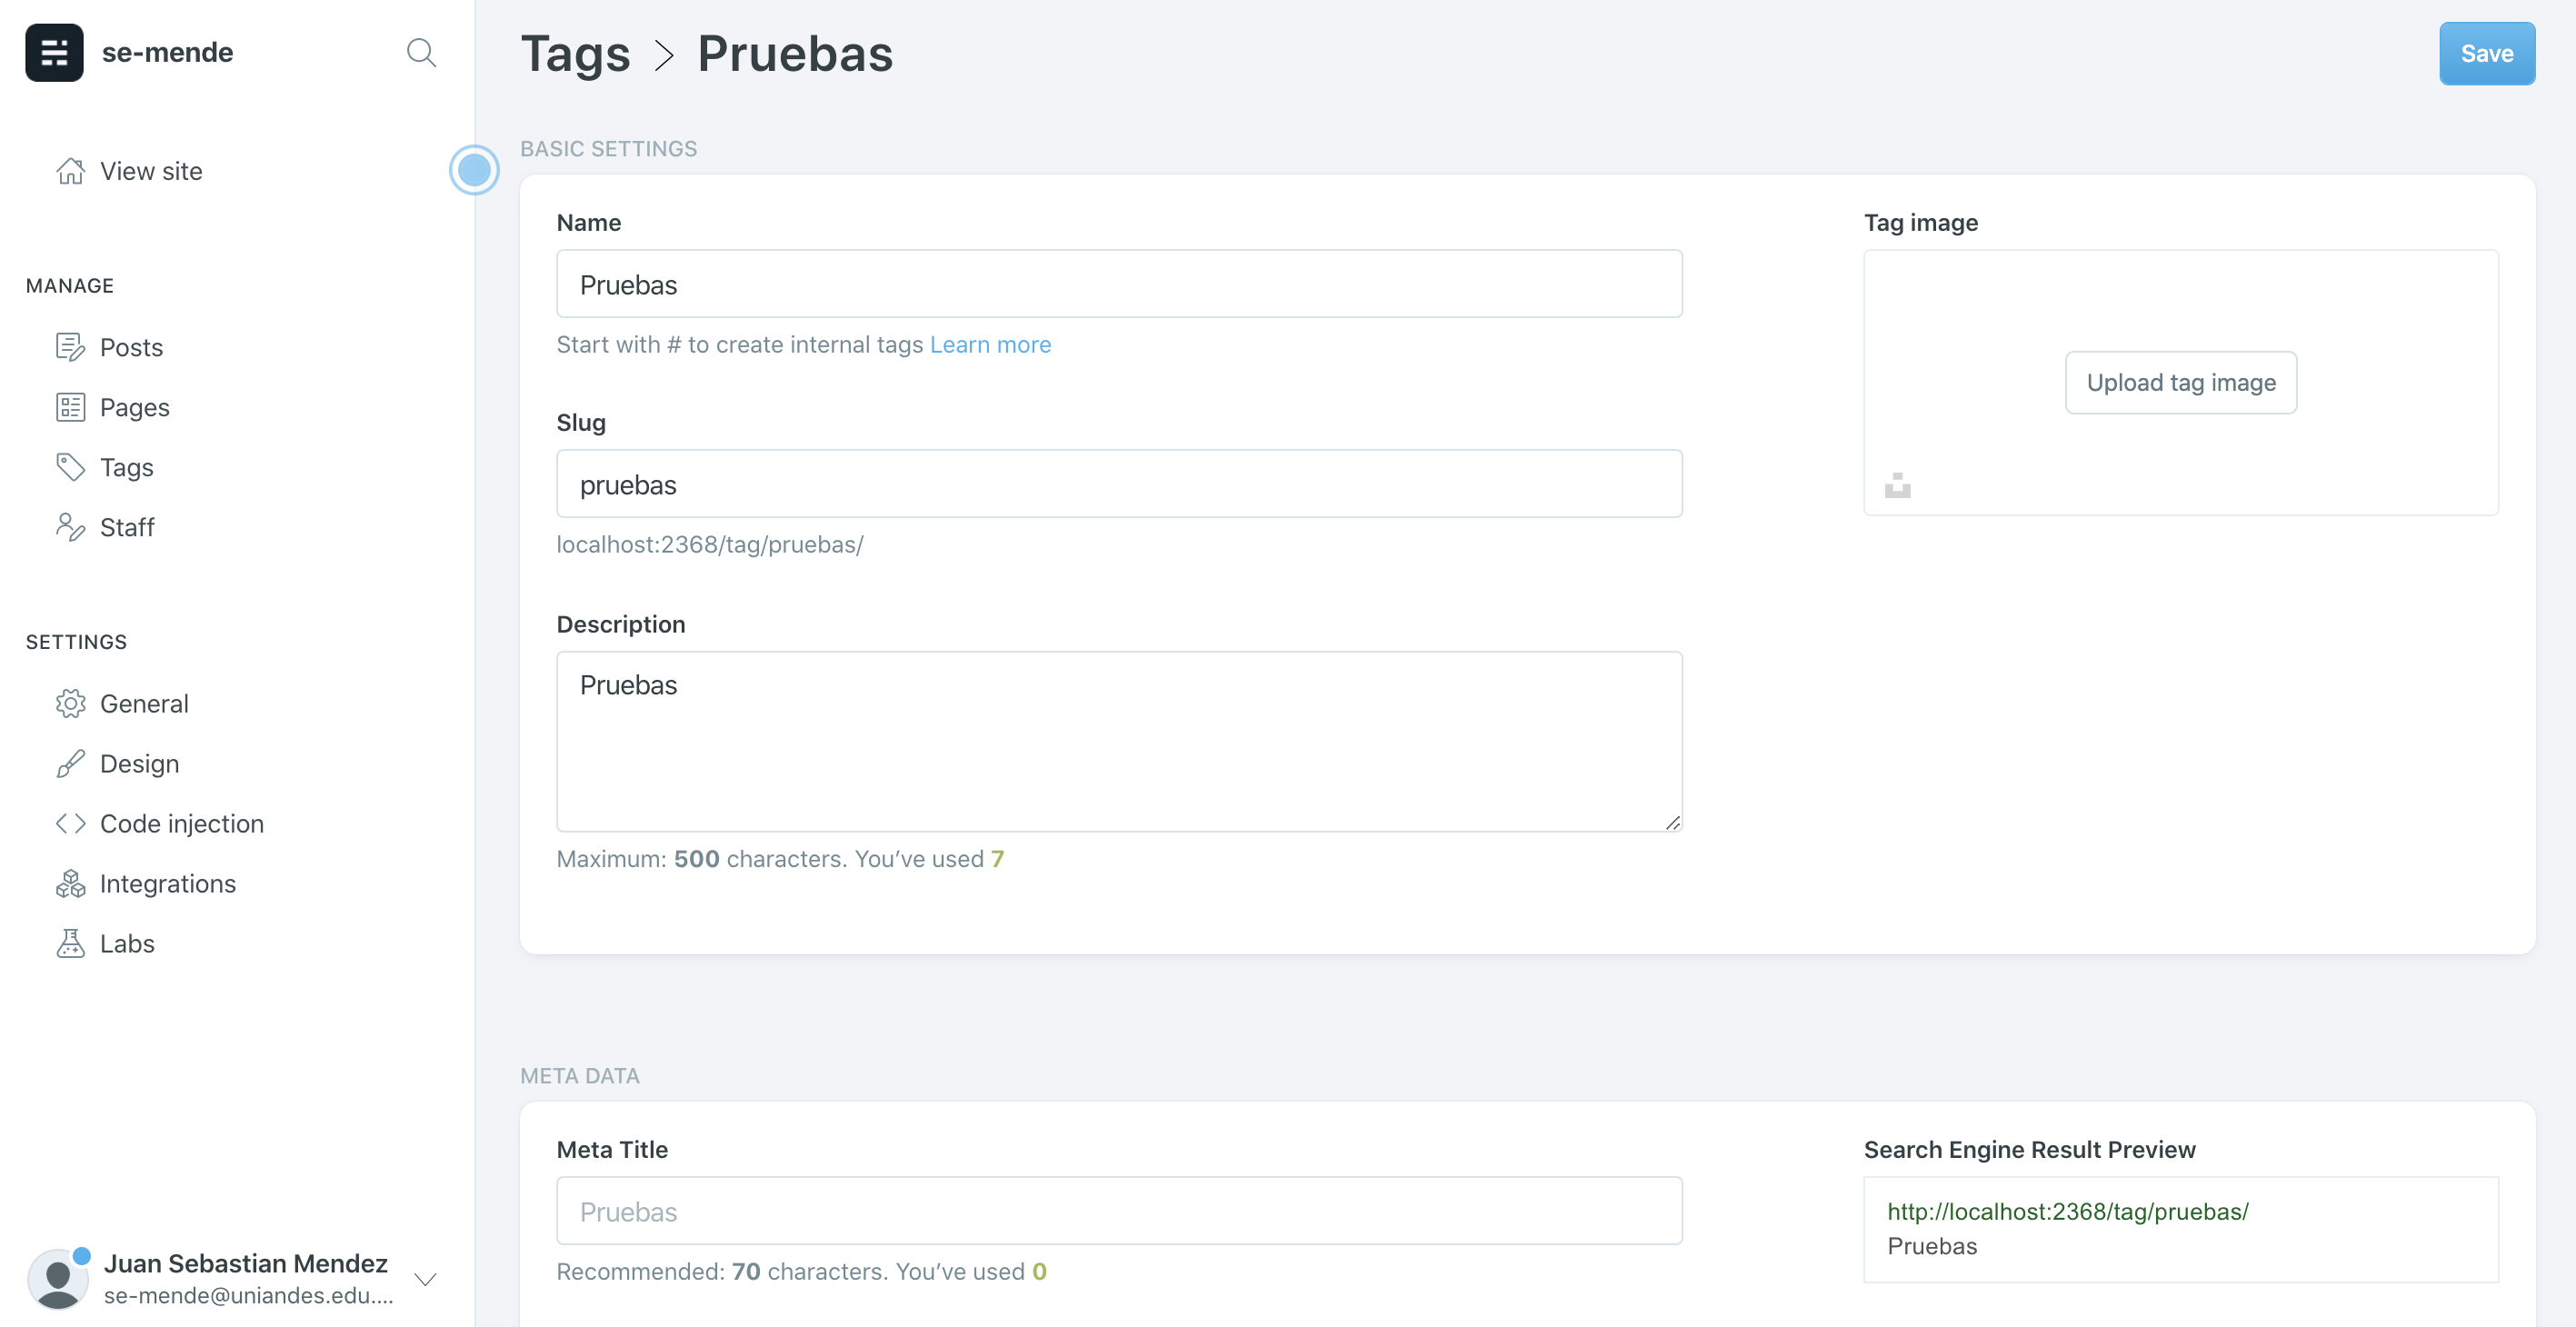 se-mende
View site
MANAGE
Posts
Pages
Tags
Staff
SETTINGS
General
Design
Code injection
Integrations
Labs
Juan Sebastian Mendez
se-mende@uniandes.edu....
Tags > Pruebas
Save
BASIC SETTINGS
Name
Pruebas
Start with # to create internal tags Learn more
Slug
pruebas
localhost:2368/tag/pruebas/
Description
Pruebas
Maximum: 500 characters. You’ve used 7
Tag image
Upload tag image
META DATA
Meta Title
Pruebas
Recommended: 70 characters. You’ve used 0
Search Engine Result Preview
http://localhost:2368/tag/pruebas/
Pruebas